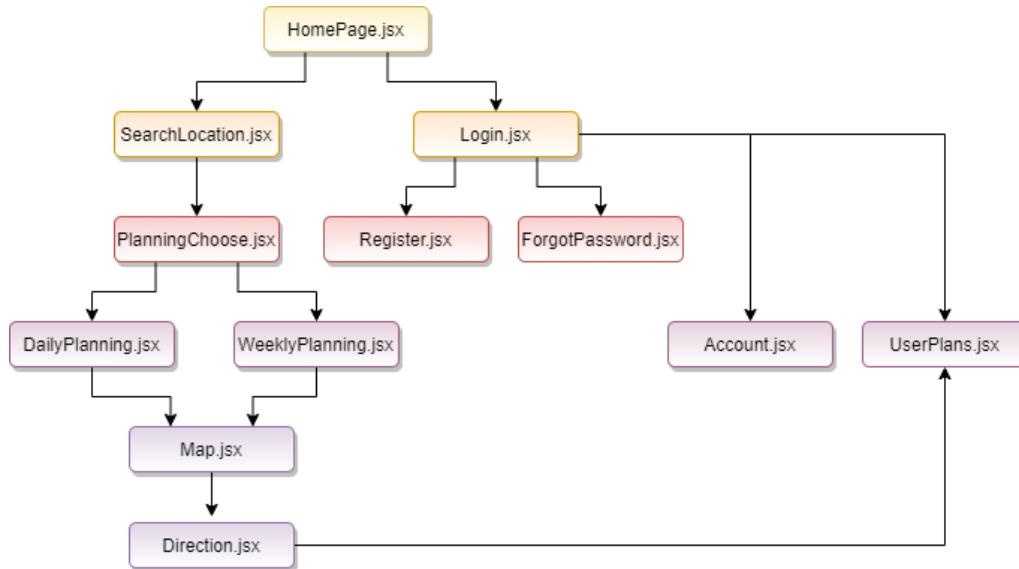 HomePage.jsx
SearchLocation.jsx
Login.jsx
PlanningChoose.jsx
Register.jsx
ForgotPassword.jsx
DailyPlanning.jsx
WeeklyPlanning.jsx
Account.jsx
UserPlans.jsx
Map.jsx
Direction.jsx